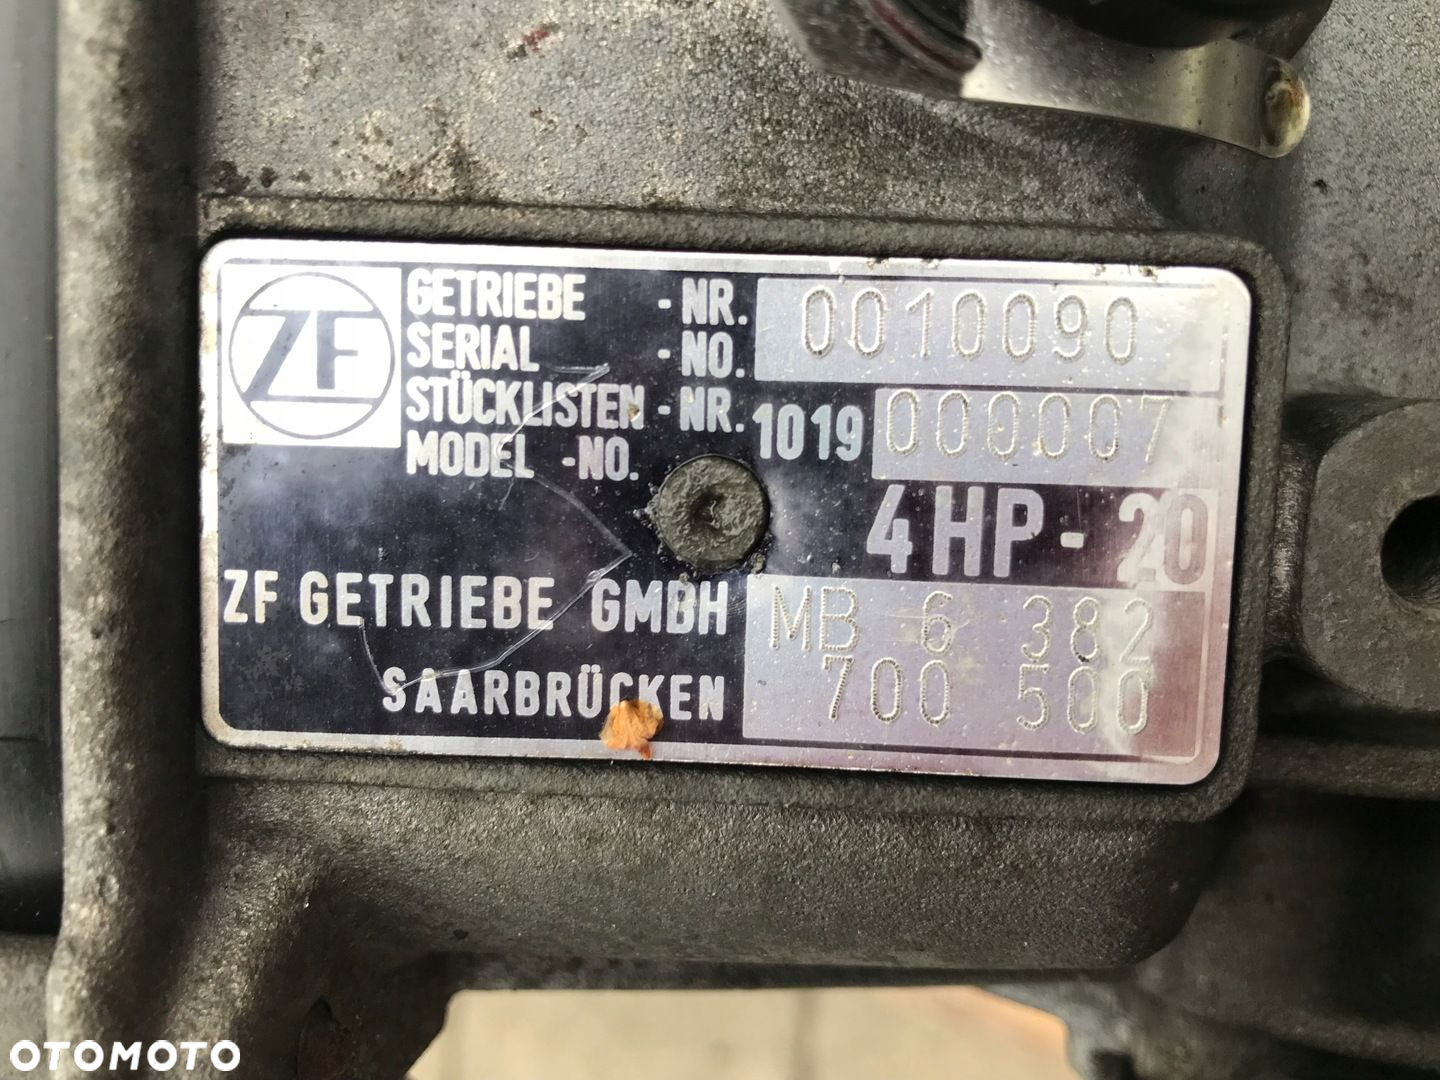 ZF
GETRIEBE -NR. 0010090
SERIAL -NO.
STÜCKLISTEN -NR. 1019 000007
MODEL -NO.
4HP-20
ZF GETRIEBE GMBH MB 6 382
SAARBRÜCKEN 700 500
OTOMOTO